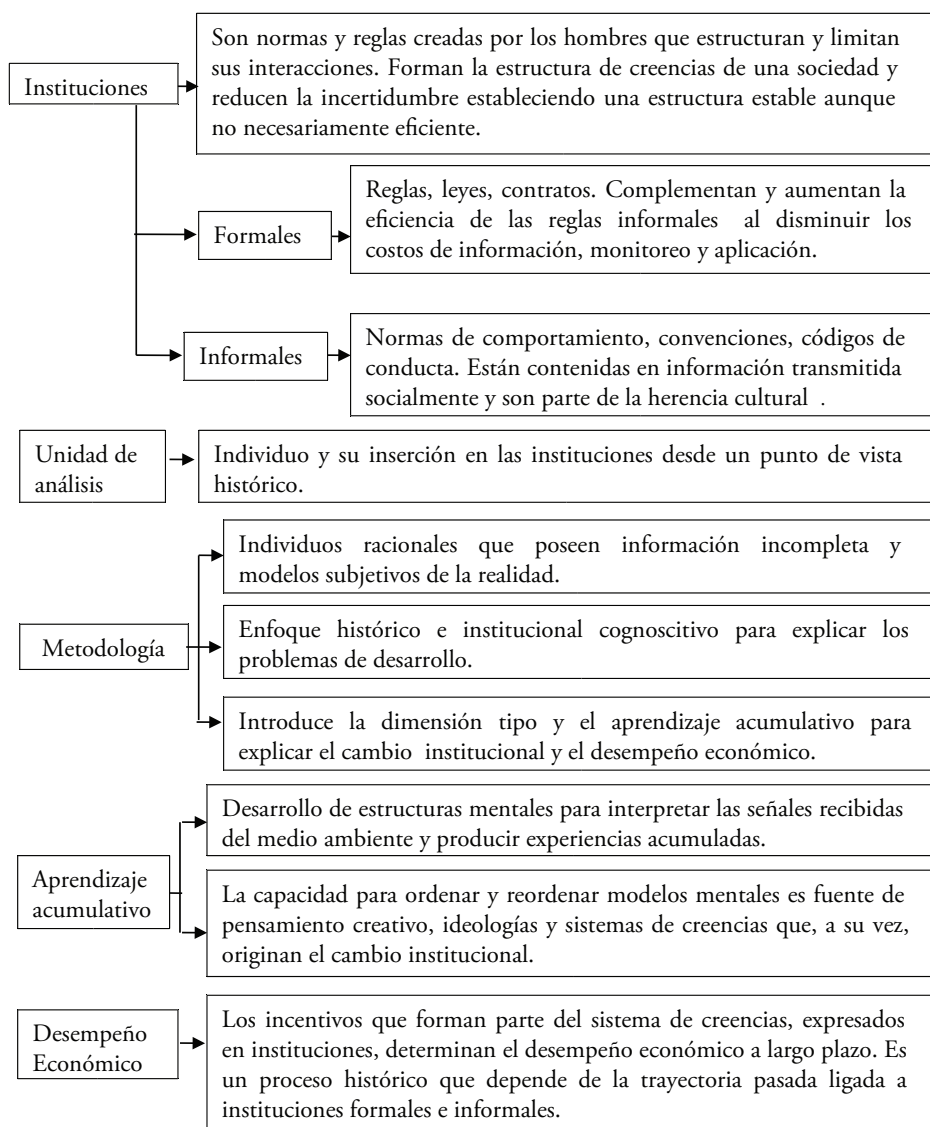 Instituciones
Son normas y reglas creadas por los hombres que estructuran y limitan
sus interacciones. Forman la estructura de creencias de una sociedad y
reducen la incertidumbre estableciendo una estructura estable aunque
no necesariamente eficiente.
Formales
Reglas, leyes, contratos. Complementan y aumentan la
eficiencia de las reglas informales al disminuir los
costos de información, monitoreo y aplicación.
Informales
Normas de comportamiento, convenciones, códigos de
conducta. Están contenidas en información transmitida
socialmente y son parte de la herencia cultural .
Unidad de
análisis
Individuo y su inserción en las instituciones desde un punto de vista
histórico.
Metodología
Individuos racionales que poseen información incompleta y
modelos subjetivos de la realidad.
Enfoque histórico e institucional cognoscitivo para explicar los
problemas de desarrollo.
Introduce la dimensión tipo y el aprendizaje acumulativo para
explicar el cambio institucional y el desempeño económico.
Aprendizaje
acumulativo
Desarrollo de estructuras mentales para interpretar las señales recibidas
del medio ambiente y producir experiencias acumuladas.
La capacidad para ordenar y reordenar modelos mentales es fuente de
pensamiento creativo, ideologías y sistemas de creencias que, a su vez,
originan el cambio institucional.
Desempeño
Económico
Los incentivos que forman parte del sistema de creencias, expresados
en instituciones, determinan el desempeño económico a largo plazo. Es
un proceso histórico que depende de la trayectoria pasada ligada a
instituciones formales e informales.